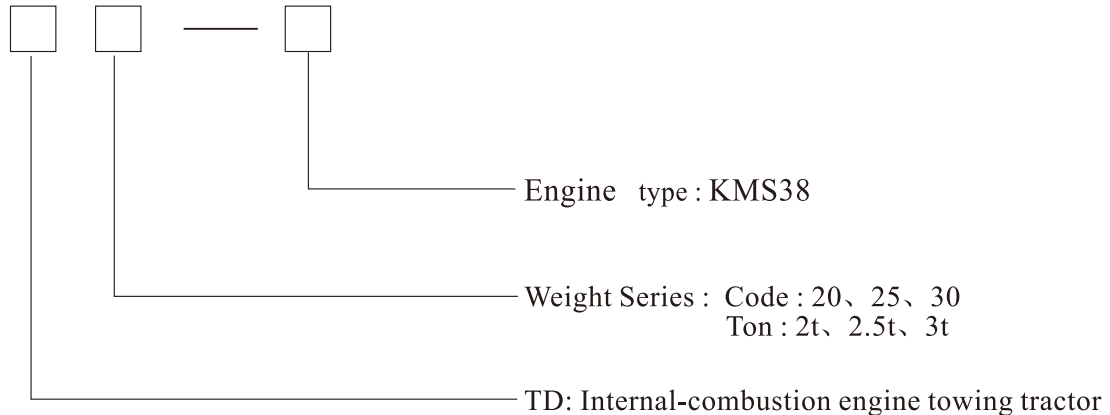 Engine type : KMS38
Weight Series : Code : 20、25、30
Ton : 2t、2.5t、3t
TD: Internal-combustion engine towing tractor